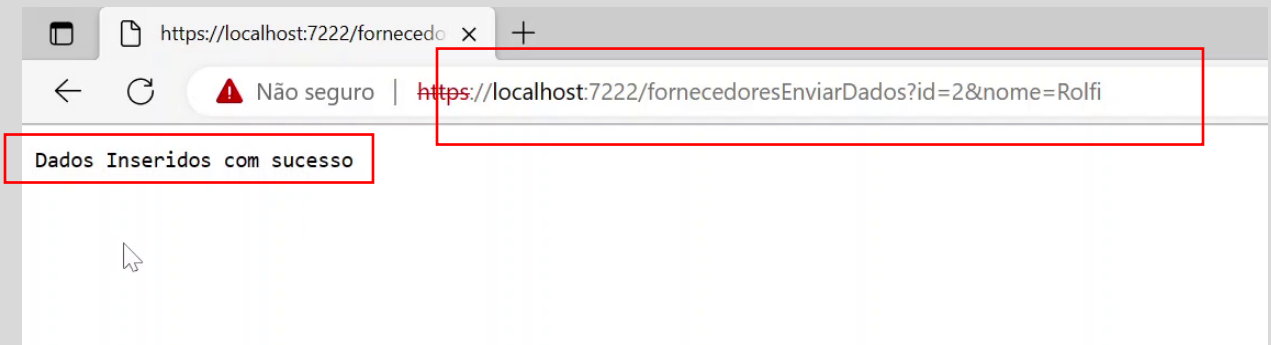 https://localhost:7222/fornecedo
Não seguro | https://localhost:7222/fornecedoresEnviarDados?id=2&nome=Rolfi
Dados Inseridos com sucesso